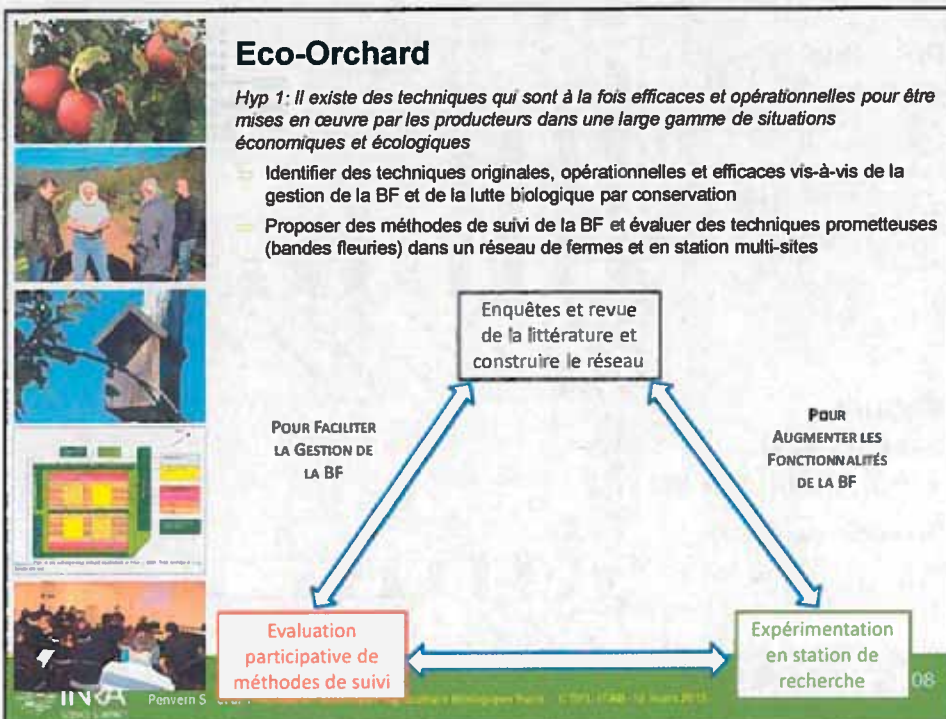 Eco-Orchard
Hyp 1: Il existe des techniques qui sont à la fois efficaces et opérationnelles pour être
mises en œuvre par les producteurs dans une large gamme de situations
économiques et écologiques
Identifier des techniques originales, opérationnelles et efficaces vis-à-vis de la
gestion de la BF et de la lutte biologique par conservation
Proposer des méthodes de suivi de la BF et évaluer des techniques prometteuses
(bandes fleuries) dans un réseau de fermes et en station multi-sites
Enquêtes et revue
de la littérature et
construire le réseau
POUR FACILITER
LA GESTION DE
LA BF
POUR
AUGMENTER LES
FONCTIONNALITÉS
DE LA BF
Evaluation
participative de
méthodes de suivi
Expérimentation
en station de
recherche
INRA
Penvern S
08